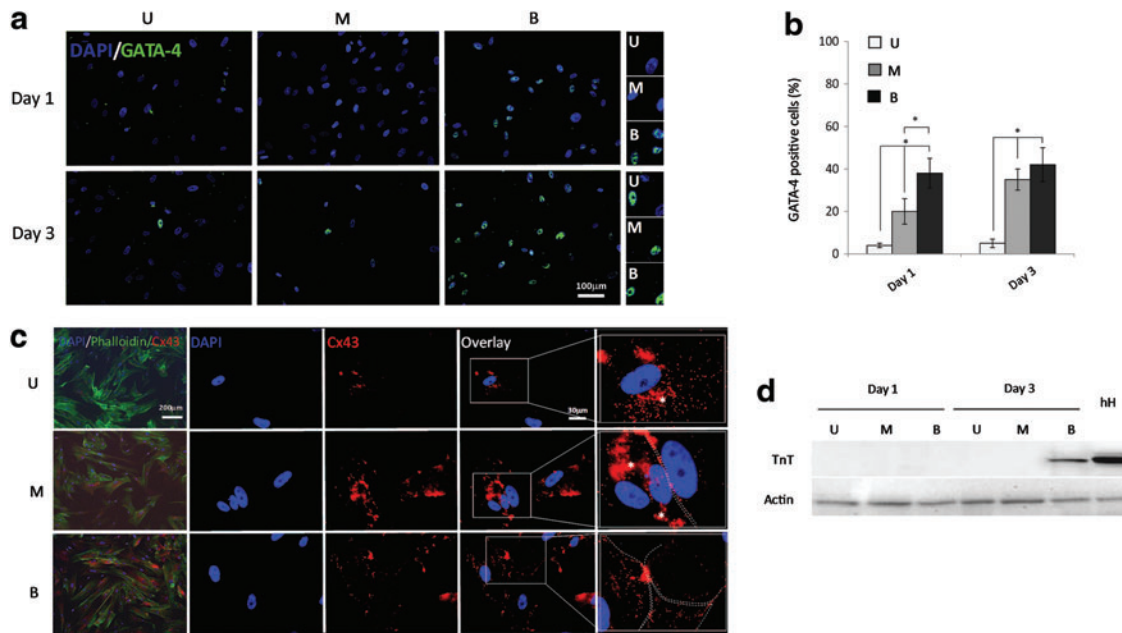 a
U M B
DAPI/GATA-4
Day 1
Day 3
U
M
B
U
M
B
100µm
b
100
80
60
40
20
0
GATA-4 positive cells (%)
U
M
B
*
*
*
Day 1 Day 3
c
API/Phalloidin/Cx43 DAPI Cx43 Overlay
U
200µm
30µm
*
M
*
*
B
d
Day 1 Day 3 hH
U M B U M B
TnT
Actin